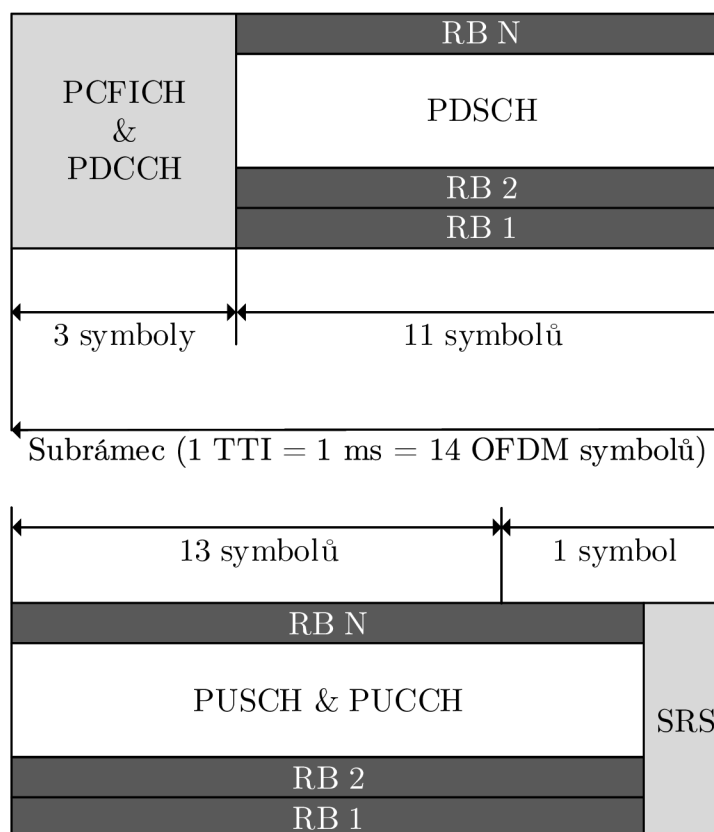 RB N
PCFICH
&
PDCCH
PDSCH
RB 2
RB 1
3 symboly
11 symbolů
Subrámec (1 TTI = 1 ms = 14 OFDM symbolů)
13 symbolů
1 symbol
RB N
PUSCH & PUCCH
SRS
RB 2
RB 1